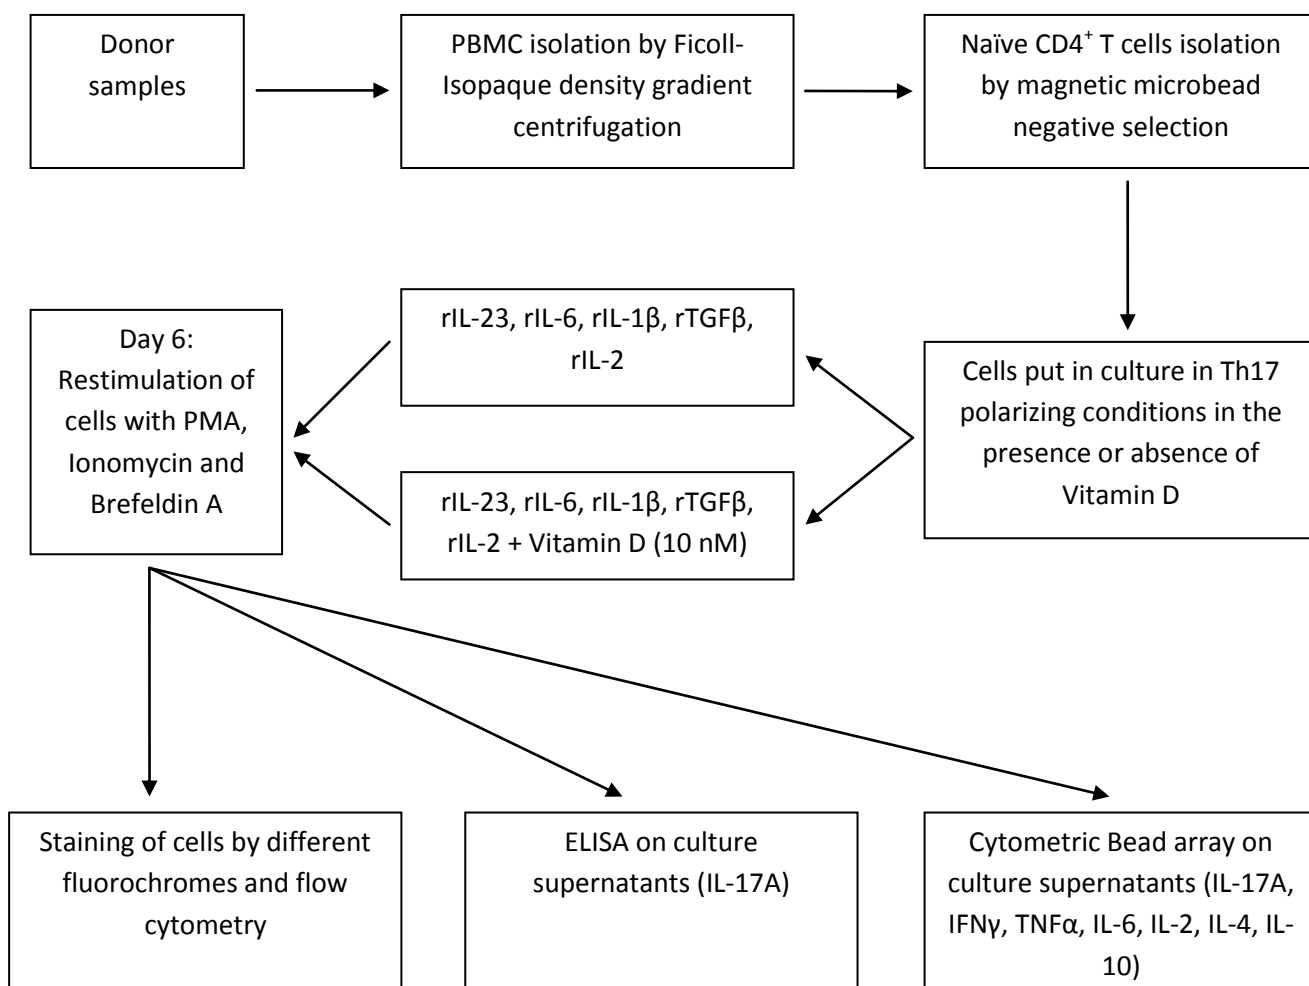 Donor
samples
PBMC isolation by Ficoll-
Isopaque density gradient
centrifugation
Naïve CD4⁺ T cells isolation
by magnetic microbead
negative selection
Cells put in culture in Th17
polarizing conditions in the
presence or absence of
Vitamin D
rIL-23, rIL-6, rIL-1β, rTGFβ,
rIL-2
rIL-23, rIL-6, rIL-1β, rTGFβ,
rIL-2 + Vitamin D (10 nM)
Day 6:
Restimulation of
cells with PMA,
Ionomycin and
Brefeldin A
Staining of cells by different
fluorochromes and flow
cytometry
ELISA on culture
supernatants (IL-17A)
Cytometric Bead array on
culture supernatants (IL-17A,
IFNγ, TNFα, IL-6, IL-2, IL-4, IL-
10)